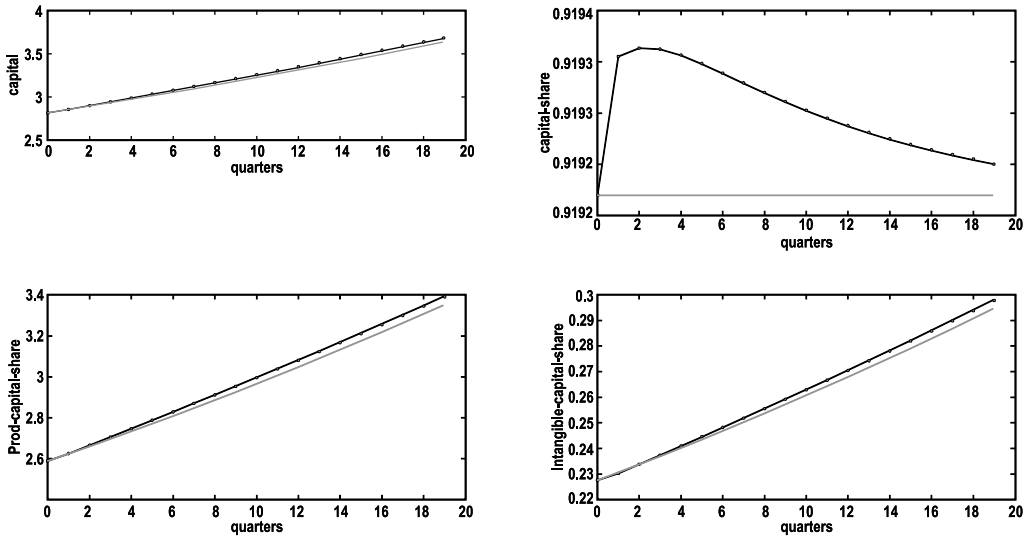 4
3.5
3
2.5
capital
0 2 4 6 8 10 12 14 16 18 20
quarters
0.9194
0.9193
0.9193
0.9192
0.9192
capital-share
0 2 4 6 8 10 12 14 16 18 20
quarters
3.4
3.2
3
2.8
2.6
Prod-capital-share
0 2 4 6 8 10 12 14 16 18 20
quarters
0.3
0.29
0.28
0.27
0.26
0.25
0.24
0.23
0.22
Intangible-capital-share
0 2 4 6 8 10 12 14 16 18 20
quarters